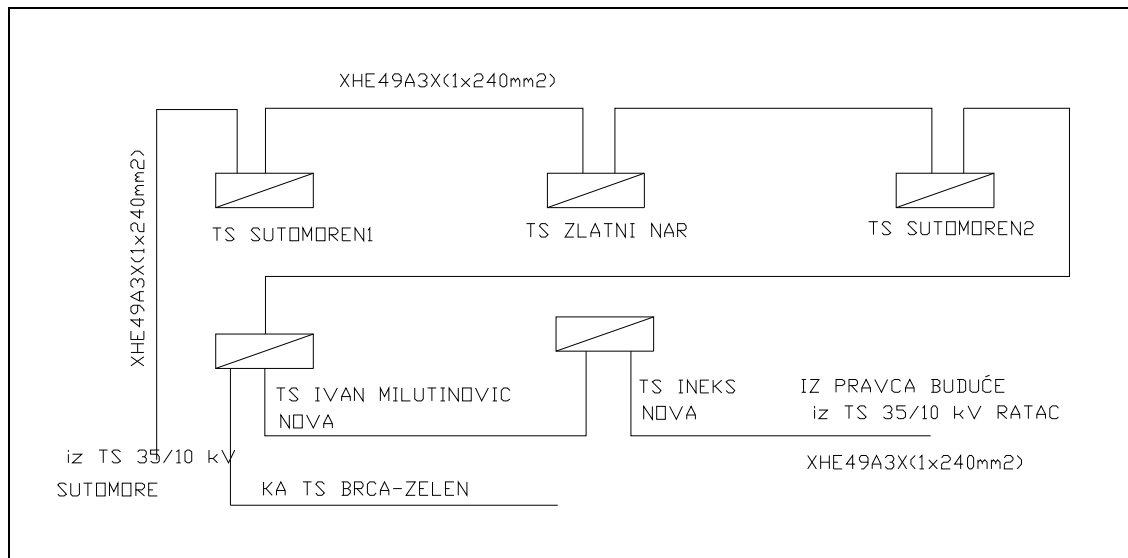 XHE49A3X(1x240mm2)
XHE49A3X(1x240mm2)
TS SUTOMOREN1
TS ZLATNI NAR
TS SUTOMOREN2
TS IVAN MILUTINOVIC
NOVA
TS INEKS
NOVA
IZ PRAVCA BUDUĆE
iz TS 35/10 kV RATAC
XHE49A3X(1x240mm2)
iz TS 35/10 kV
SUTOMORE
KA TS BRCA-ZELEN